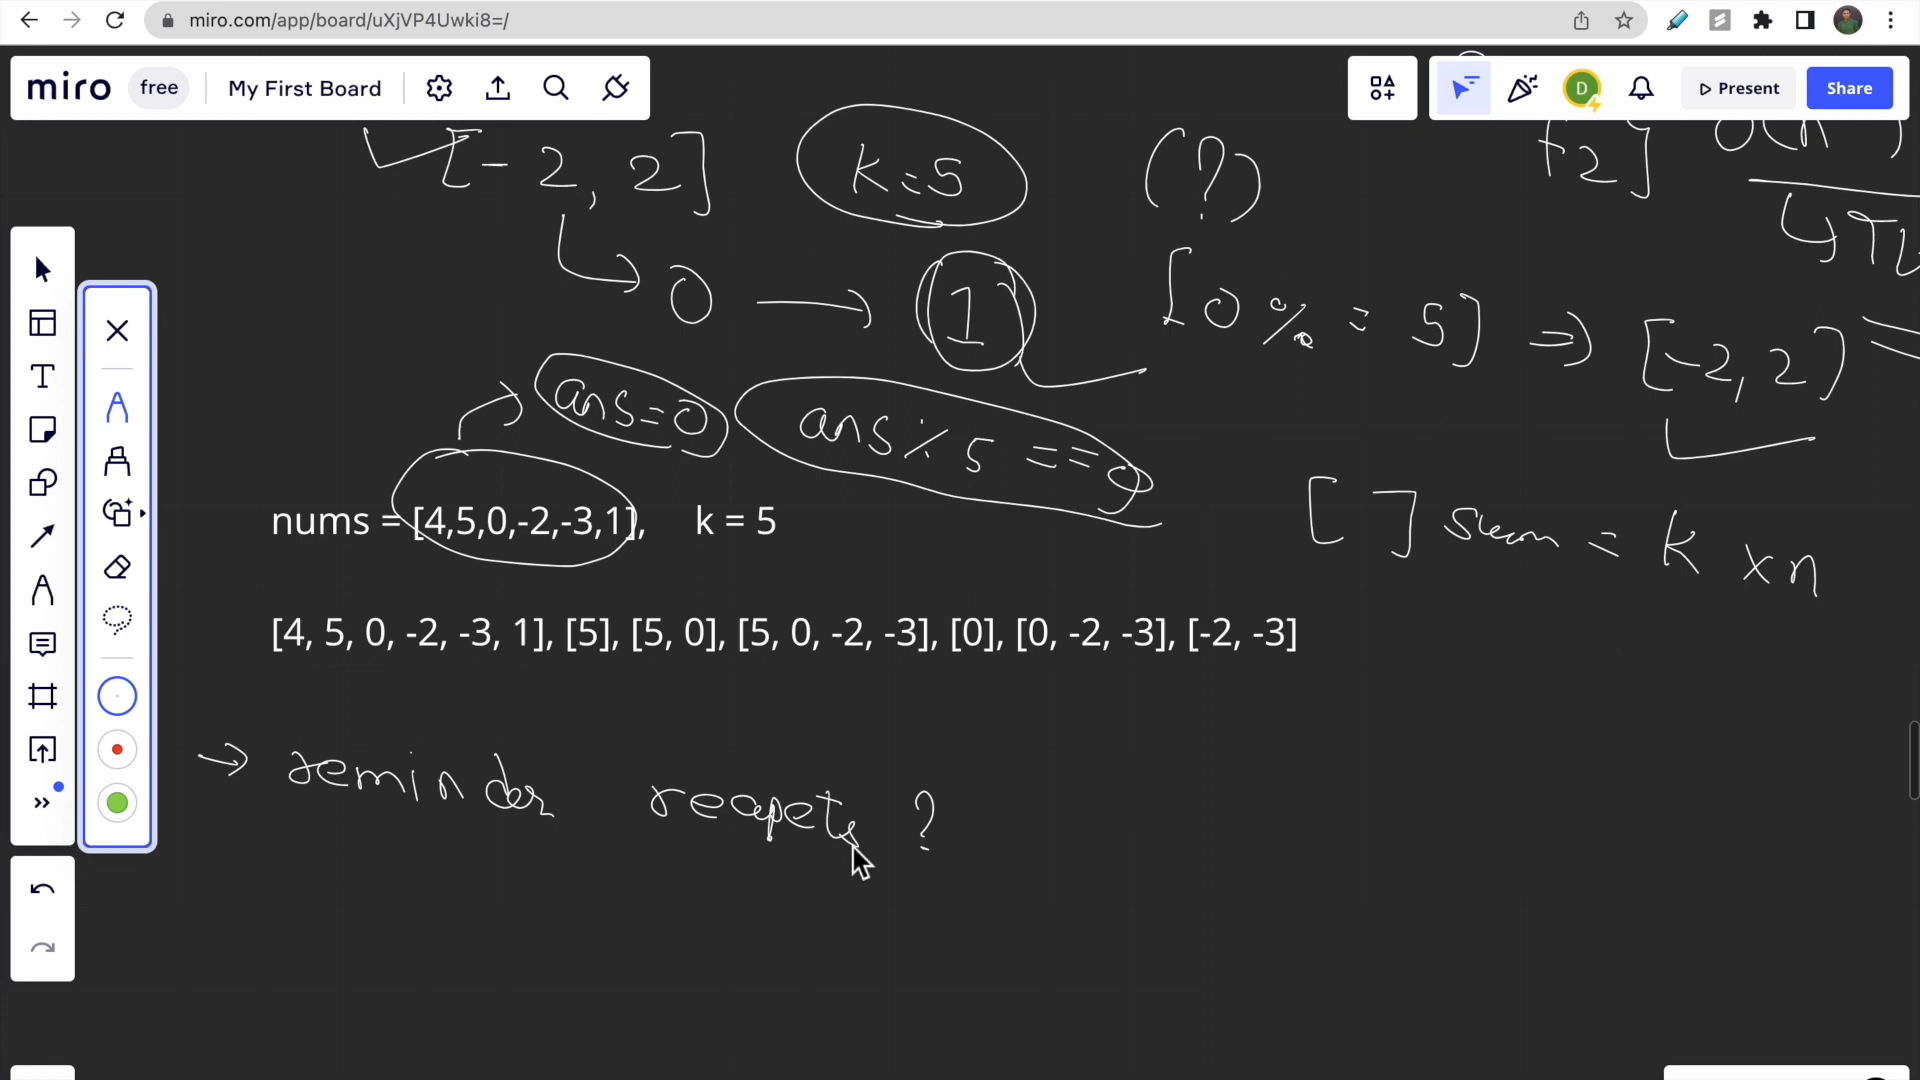 miro.com/app/board/uXjVP4Uwki8=/
miro free My First Board
D Present Share
[-2, 2] k=5 (?)
+2]
0 → 1 [0 % = 5] ⇒ [-2, 2]
ans=0 ans % 5 == 0
nums = [4,5,0,-2,-3,1], k = 5
[ ] sum = k × n
[4, 5, 0, -2, -3, 1], [5], [5, 0], [5, 0, -2, -3], [0], [0, -2, -3], [-2, -3]
→ reminder reapets ?